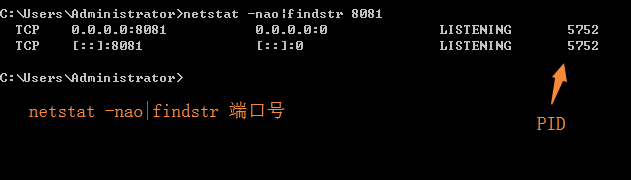 C:\Users\Administrator>netstat -nao|findstr 8081
TCP 0.0.0.0:8081 0.0.0.0:0 LISTENING 5752
TCP [::]:8081 [::]:0 LISTENING 5752
C:\Users\Administrator>
netstat -nao|findstr 端口号
PID